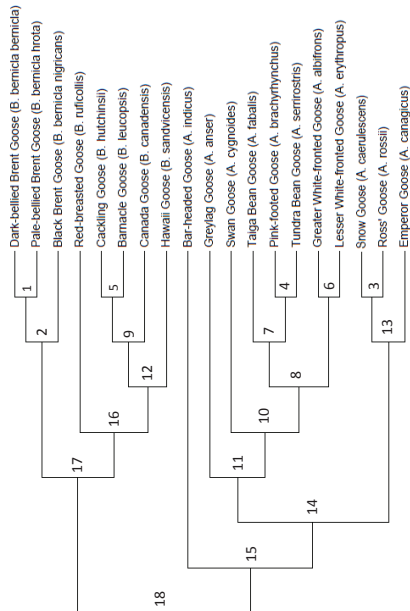 Dark-bellied Brent Goose (B. bernicla bernicla)
Pale-bellied Brent Goose (B. bernicla hrota)
Black Brent Goose (B. bernicla nigricans)
Red-breasted Goose (B. ruficollis)
Cackling Goose (B. hutchinsii)
Barnacle Goose (B. leucopsis)
Canada Goose (B. canadensis)
Hawaii Goose (B. sandvicensis)
Bar-headed Goose (A. indicus)
Greylag Goose (A. anser)
Swan Goose (A. cygnoides)
Taiga Bean Goose (A. fabalis)
Pink-footed Goose (A. brachyrhynchus)
Tundra Bean Goose (A. serrirostris)
Greater White-fronted Goose (A. albifrons)
Lesser White-fronted Goose (A. erythropus)
Snow Goose (A. caerulescens)
Ross' Goose (A. rossii)
Emperor Goose (A. canagicus)
1
2
5
9
12
16
17
4
7
6
8
10
11
3
13
14
15
18